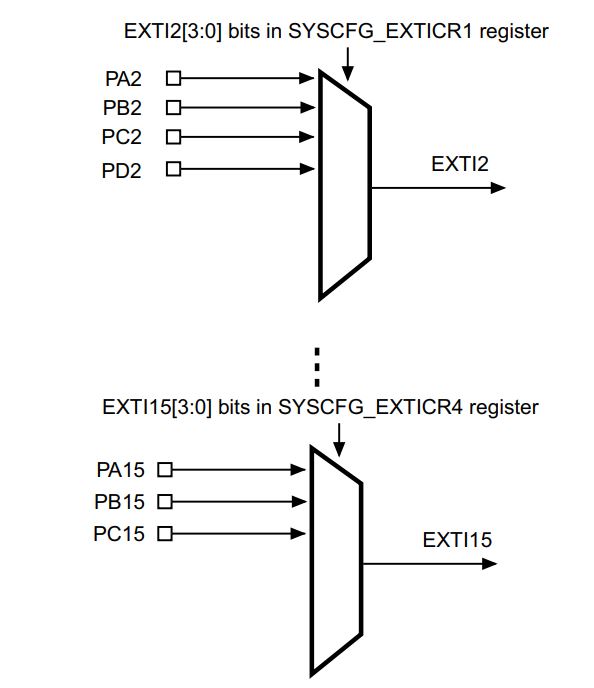 EXTI2[3:0] bits in SYSCFG_EXTICR1 register
PA2
PB2
PC2
PD2
EXTI2
EXTI15[3:0] bits in SYSCFG_EXTICR4 register
PA15
PB15
PC15
EXTI15